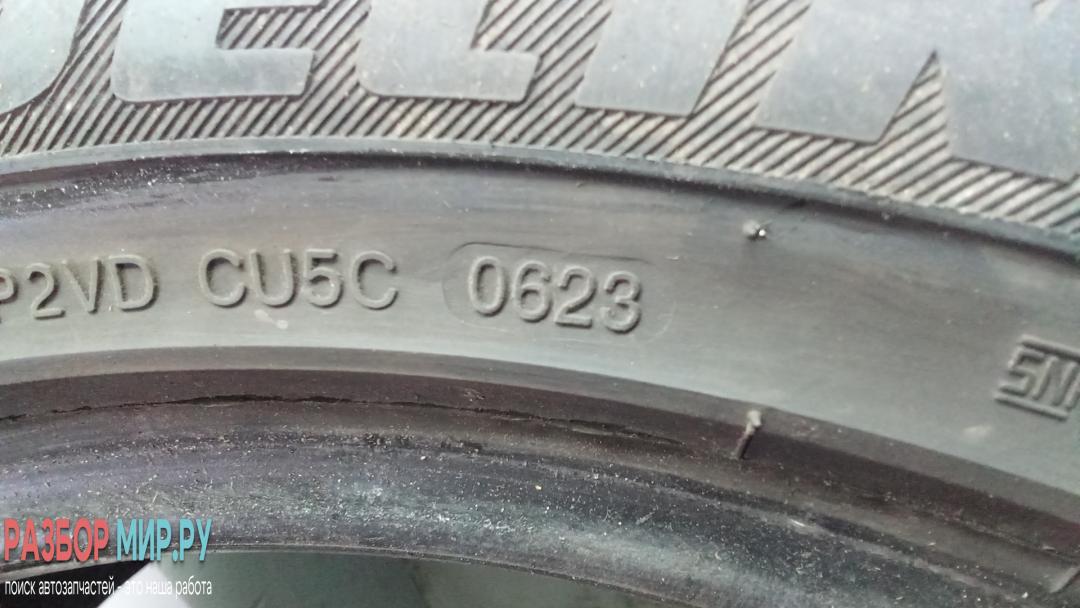 P2VD CU5C 0623
РАЗБОР МИР.РУ
поиск автозапчастей - это наша работа